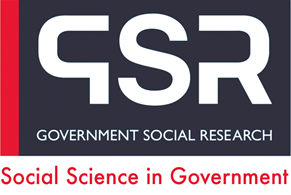 GSR
GOVERNMENT SOCIAL RESEARCH
Social Science in Government